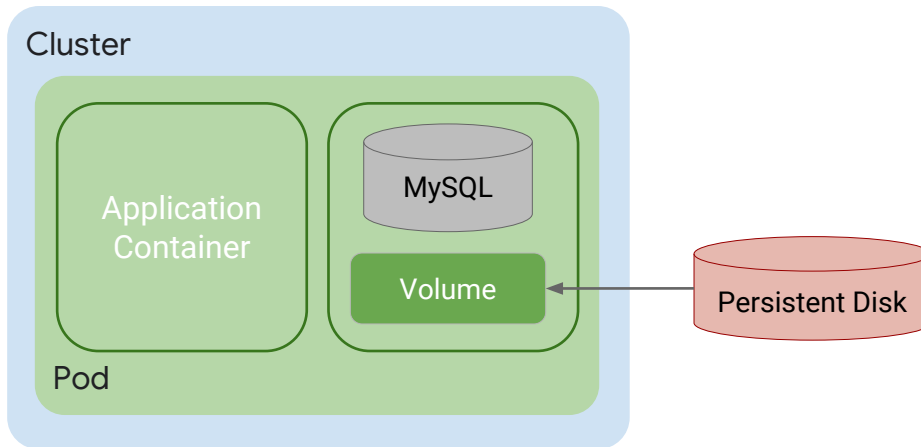 Cluster
Application
Container
MySQL
Volume
Persistent Disk
Pod